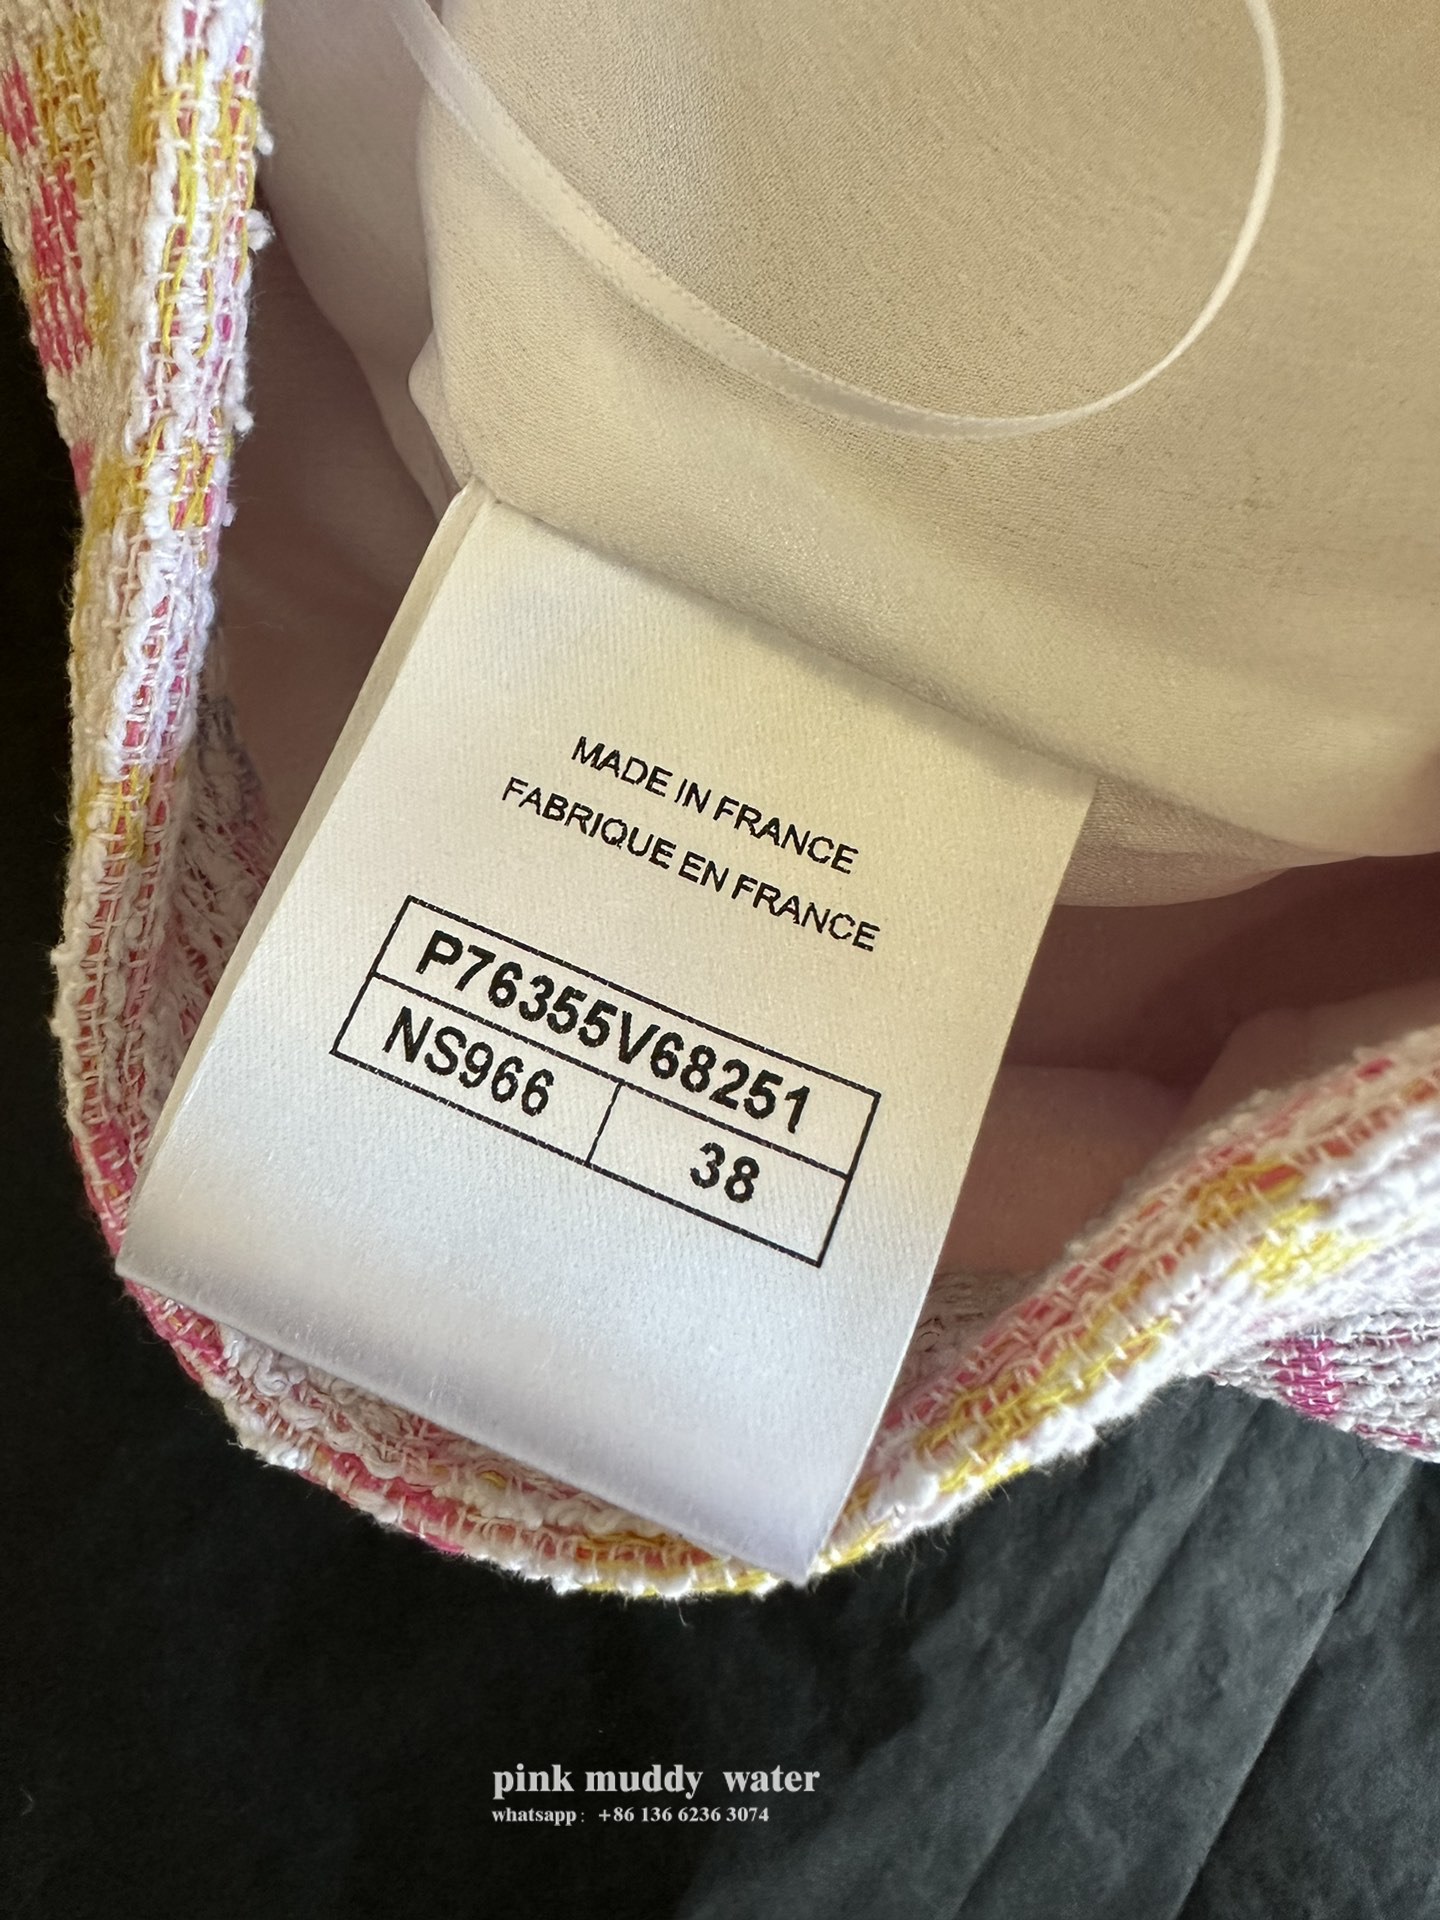 MADE IN FRANCE
FABRIQUE EN FRANCE
P76355V68251
NS966 38
pink muddy water
whatsapp : +86 136 6236 3074